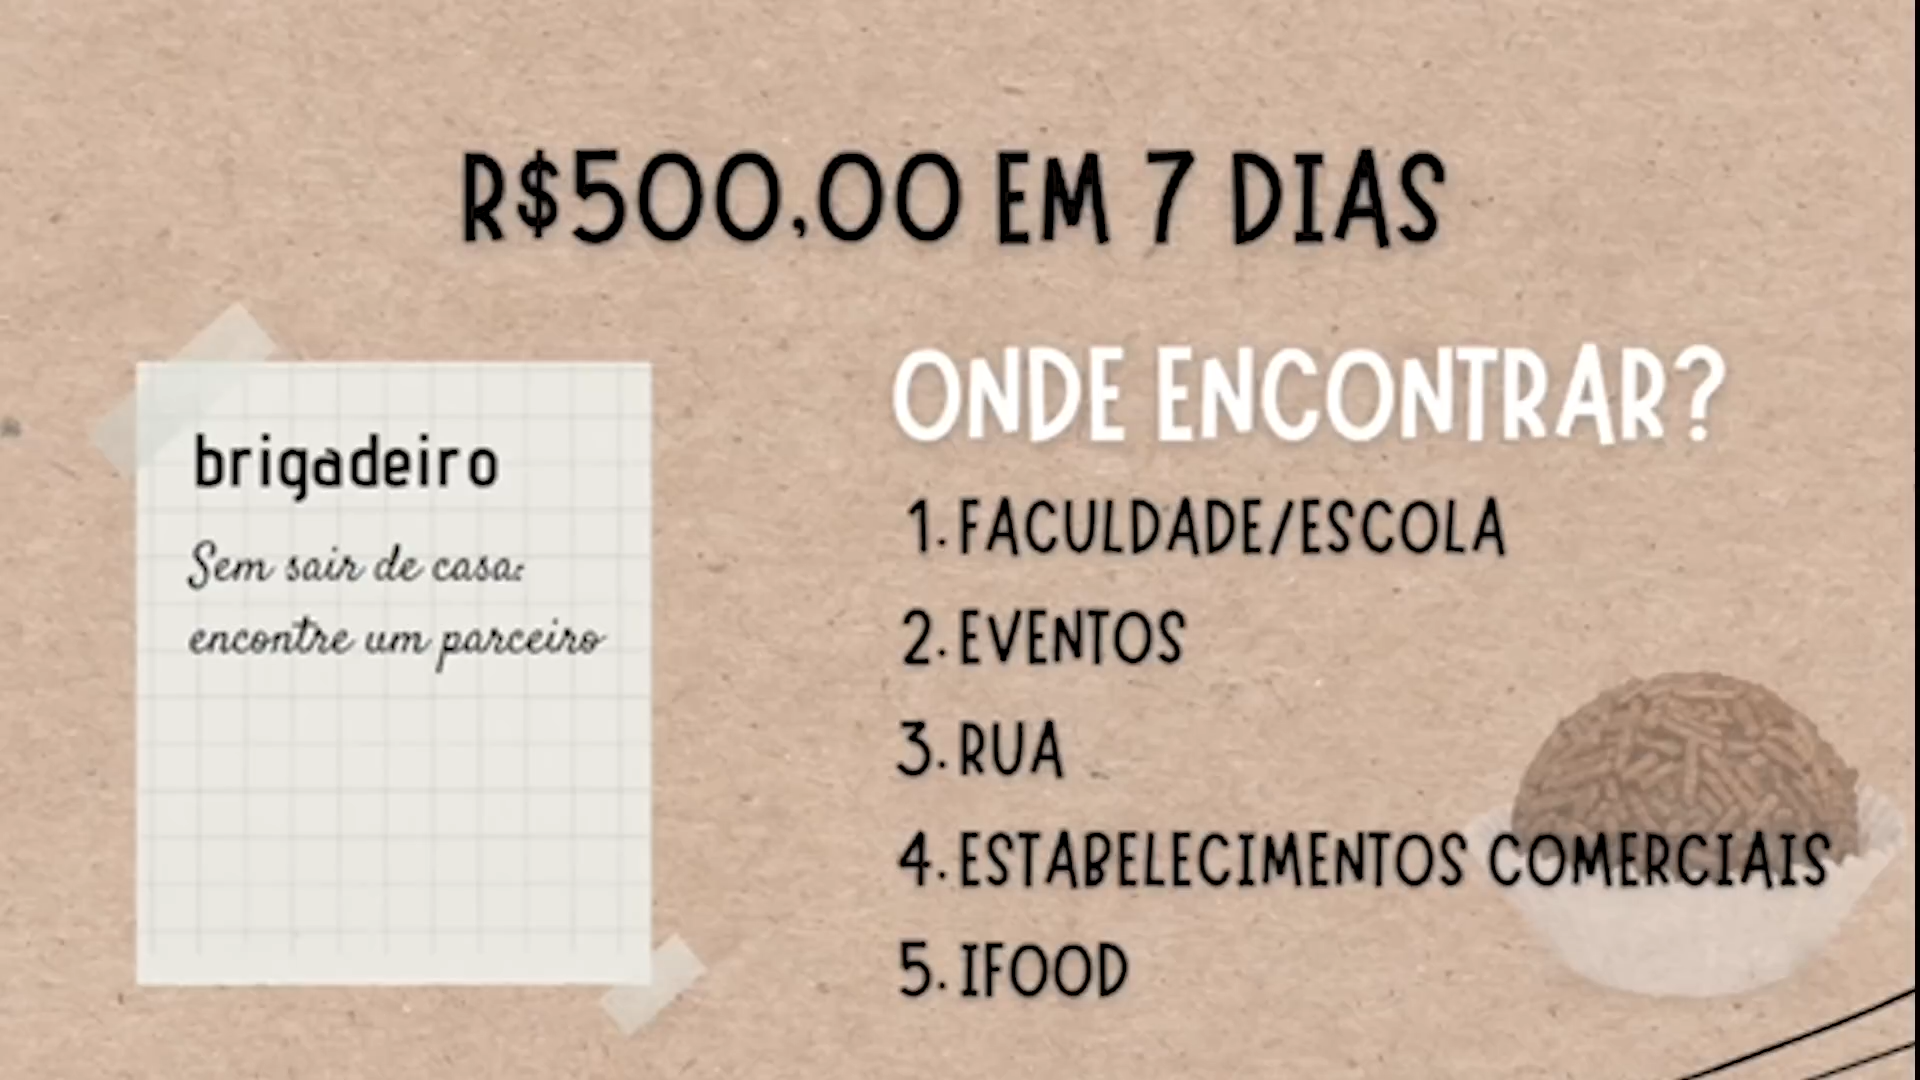 R$500,00 EM 7 DIAS
brigadeiro
Sem sair de casa:
encontre um parceiro
ONDE ENCONTRAR?
1. FACULDADE/ESCOLA
2. EVENTOS
3. RUA
4. ESTABELECIMENTOS COMERCIAIS
5. IFOOD